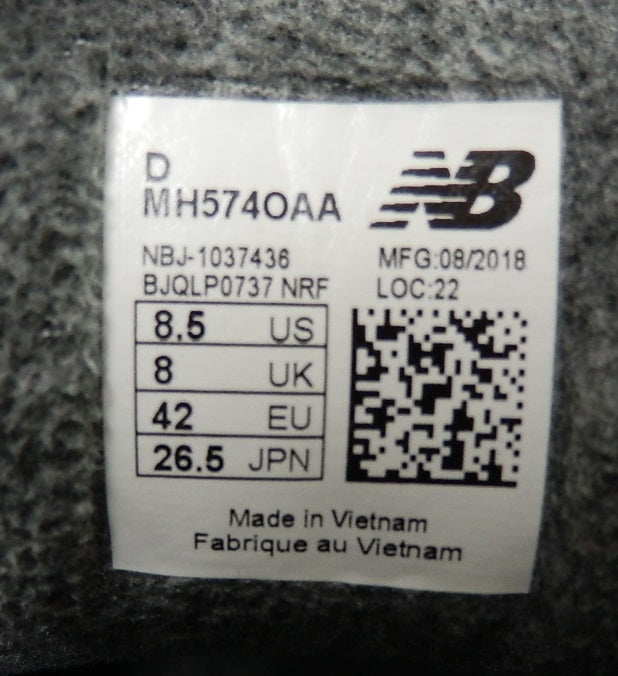 D
MH574OAA
NB
NBJ-1037436 MFG:08/2018
BJQLP0737 NRF LOC:22
8.5 US
8 UK
42 EU
26.5 JPN
Made in Vietnam
Fabrique au Vietnam